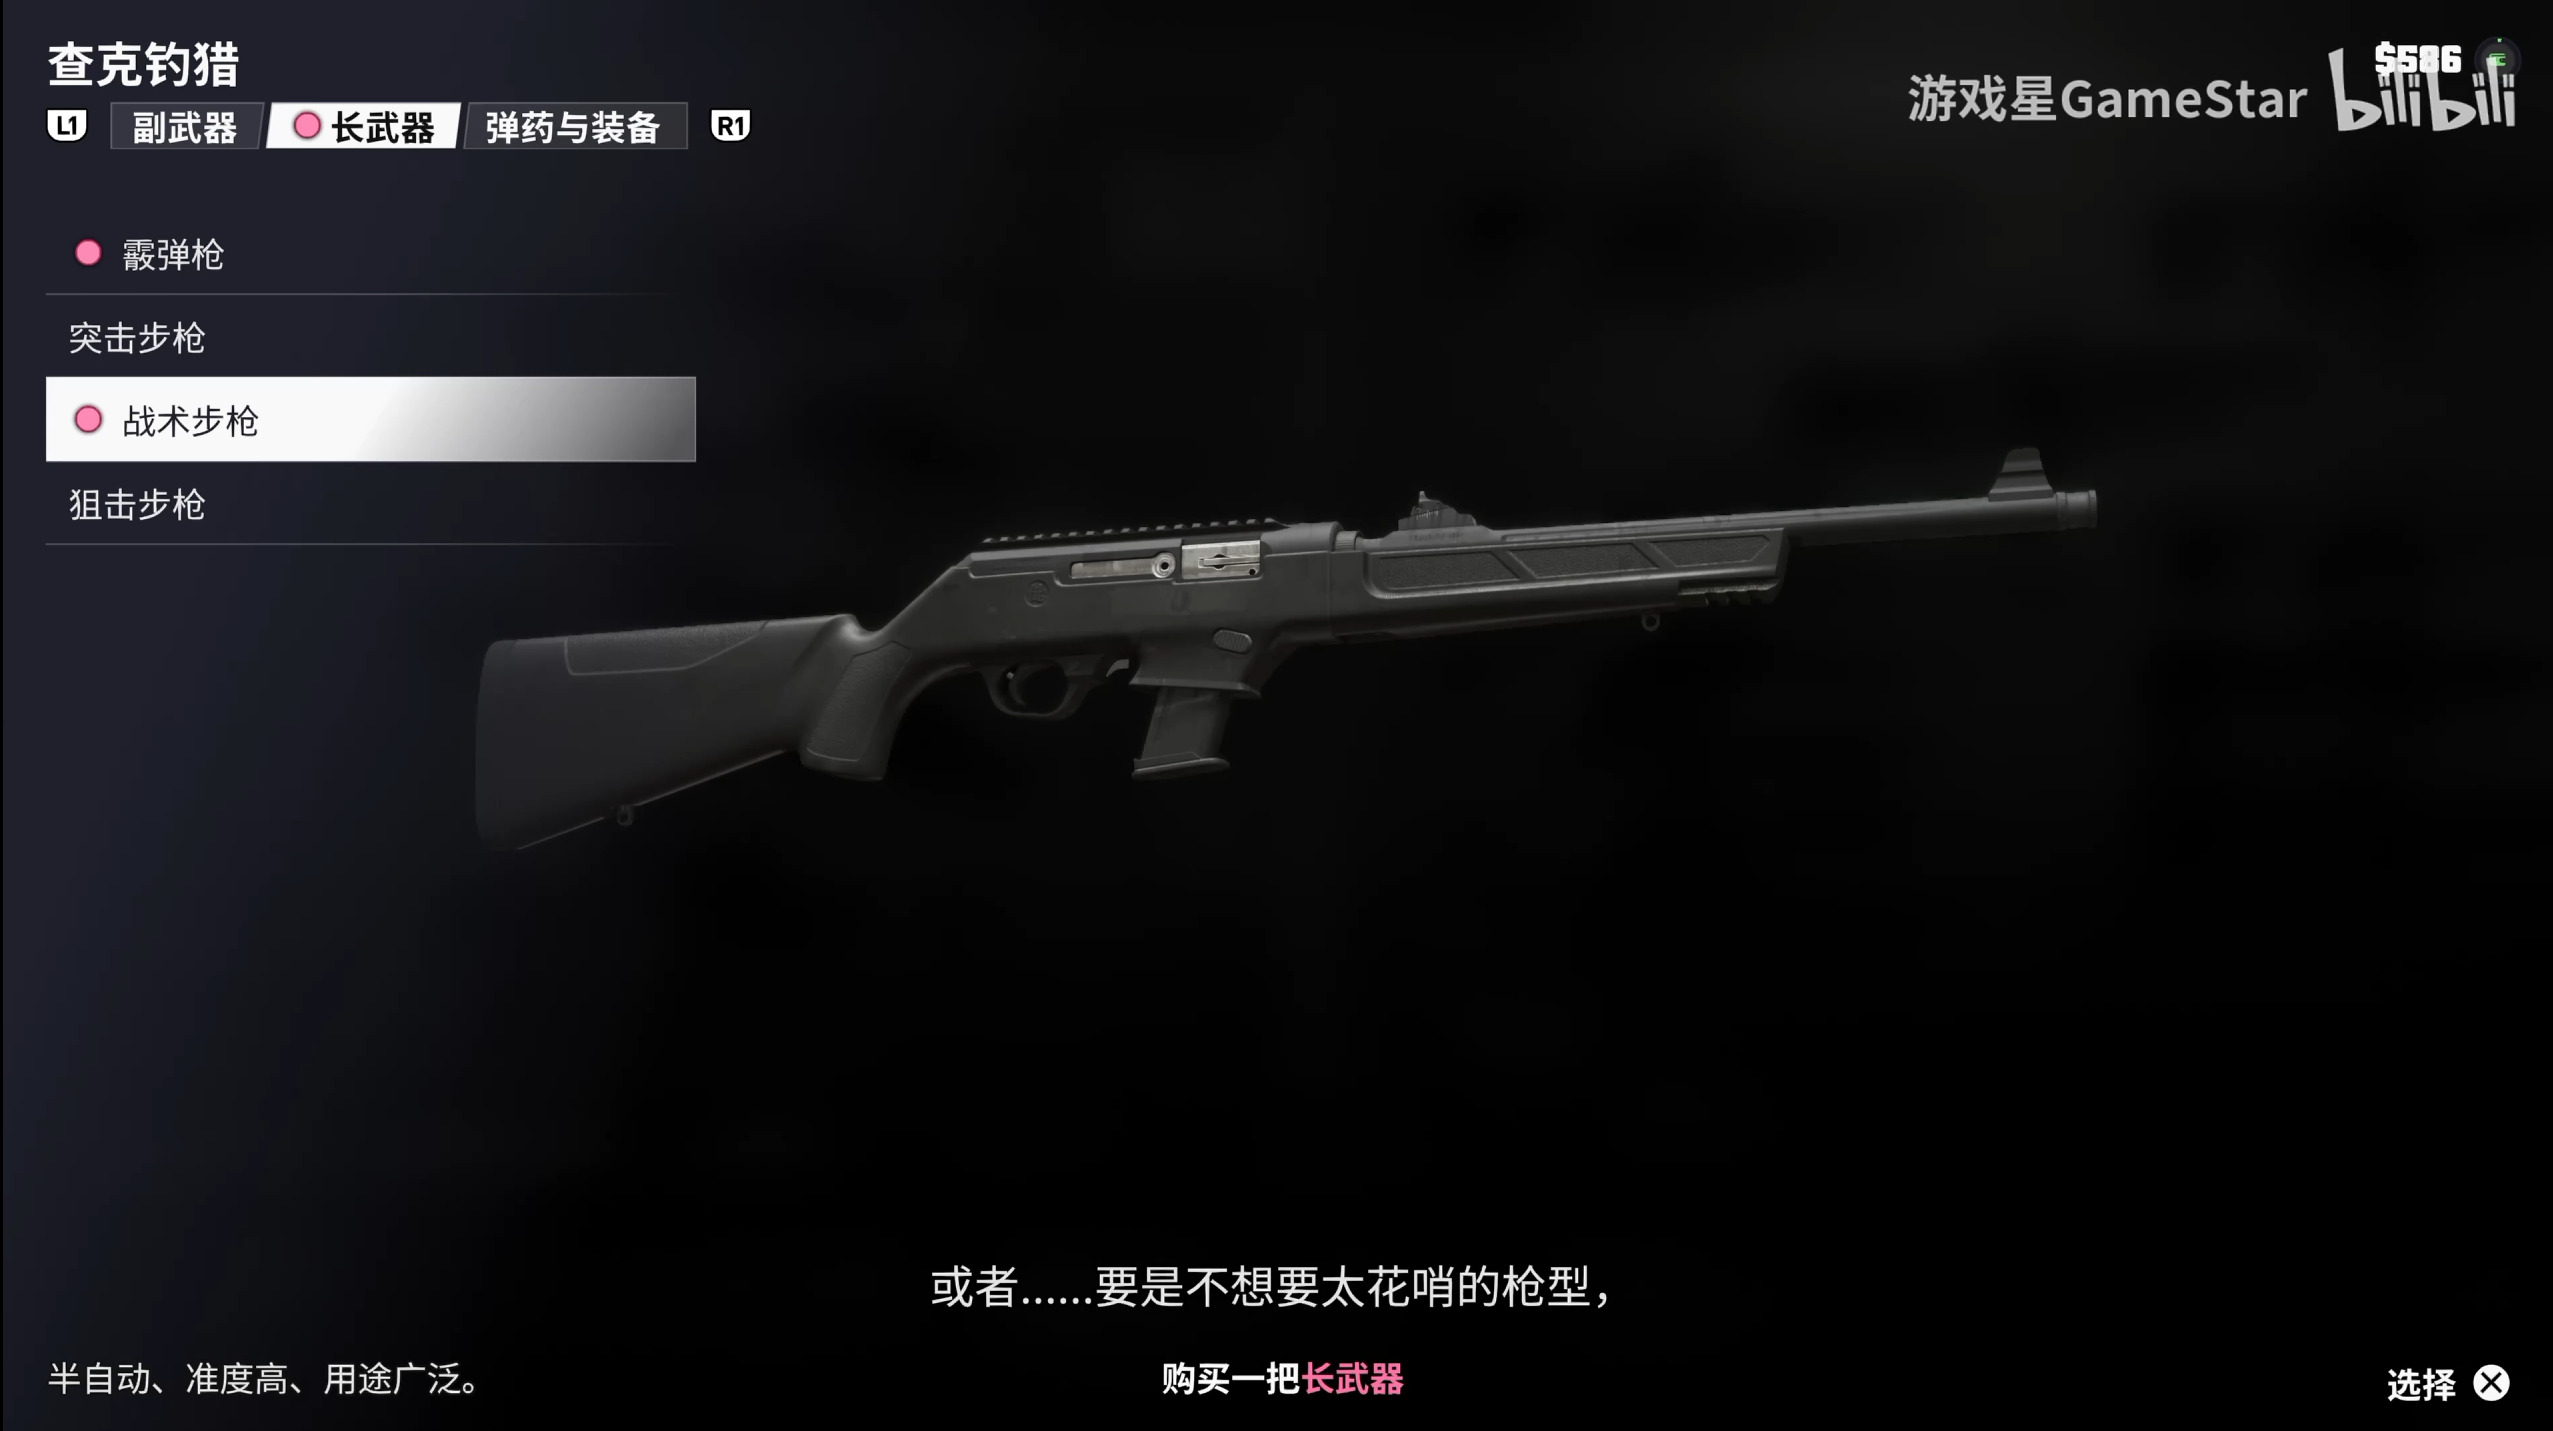 查克钓猎
L1 副武器 长武器 弹药与装备 R1
$586
游戏星GameStar bilibili
霰弹枪
突击步枪
战术步枪
狙击步枪
或者……要是不想要太花哨的枪型，
半自动、准度高、用途广泛。
购买一把长武器
选择